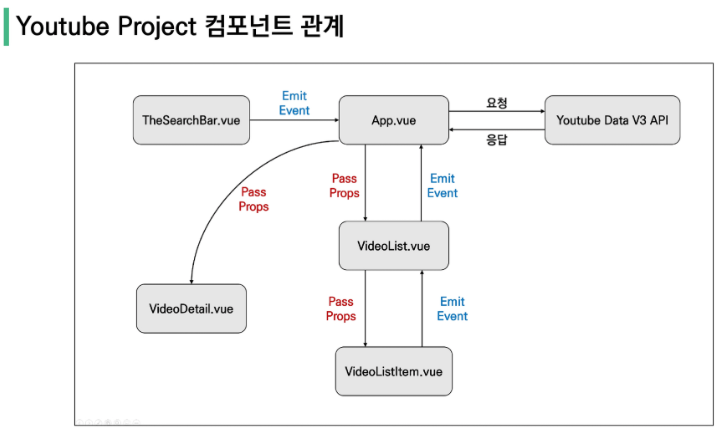 Youtube Project 컴포넌트 관계
Emit
Event
TheSearchBar.vue
App.vue
요청
응답
Youtube Data V3 API
Pass
Props
Pass
Props
Emit
Event
VideoList.vue
VideoDetail.vue
Pass
Props
Emit
Event
VideoListItem.vue